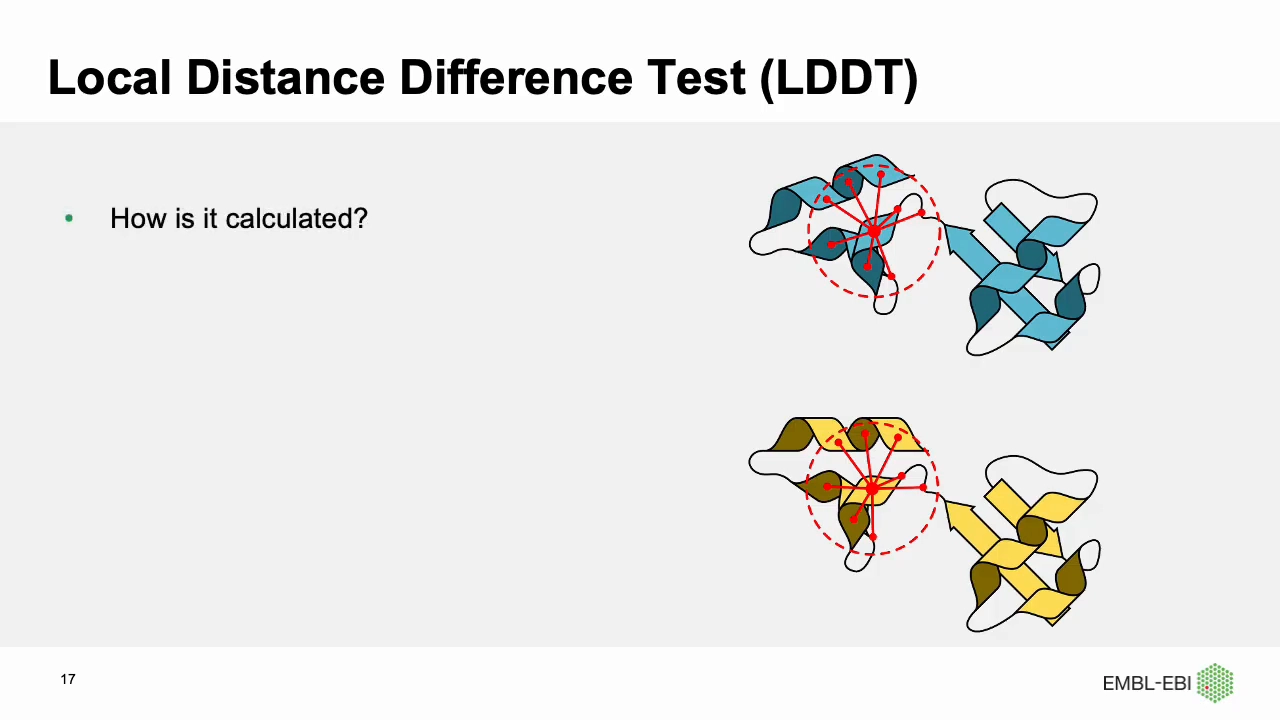 Local Distance Difference Test (LDDT)
• How is it calculated?
17
EMBL-EBI